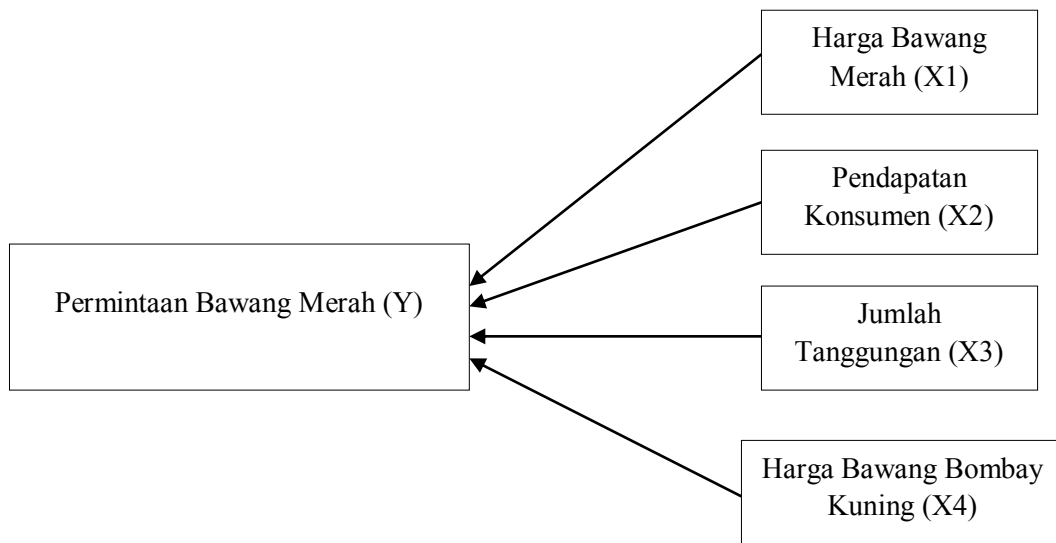 Harga Bawang
Merah (X1)
Pendapatan
Konsumen (X2)
Permintaan Bawang Merah (Y)
Jumlah
Tanggungan (X3)
Harga Bawang Bombay
Kuning (X4)